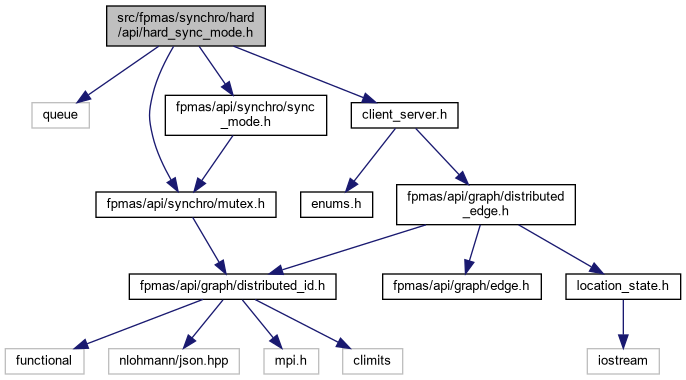 src/fpmas/synchro/hard
/api/hard_sync_mode.h
queue
fpmas/api/synchro/sync
_mode.h
client_server.h
fpmas/api/synchro/mutex.h
enums.h
fpmas/api/graph/distributed
_edge.h
fpmas/api/graph/distributed_id.h
fpmas/api/graph/edge.h
location_state.h
functional
nlohmann/json.hpp
mpi.h
climits
iostream